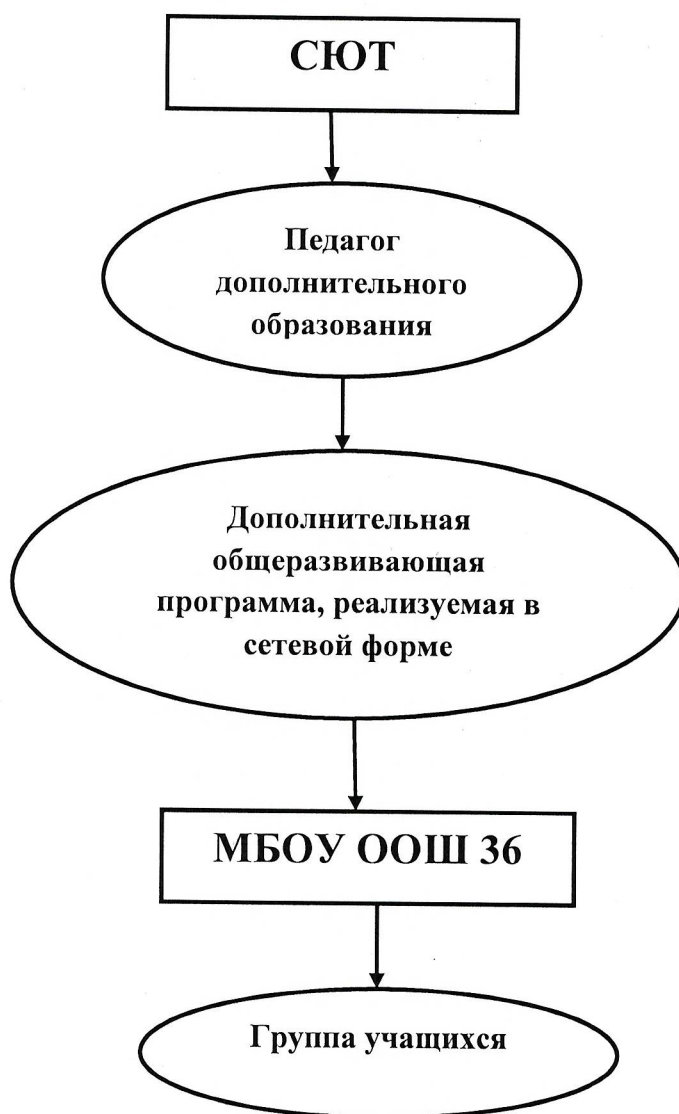 СЮТ
Педагог
дополнительного
образования
Дополнительная
общеразвивающая
программа, реализуемая в
сетевой форме
МБОУ ООШ 36
Группа учащихся